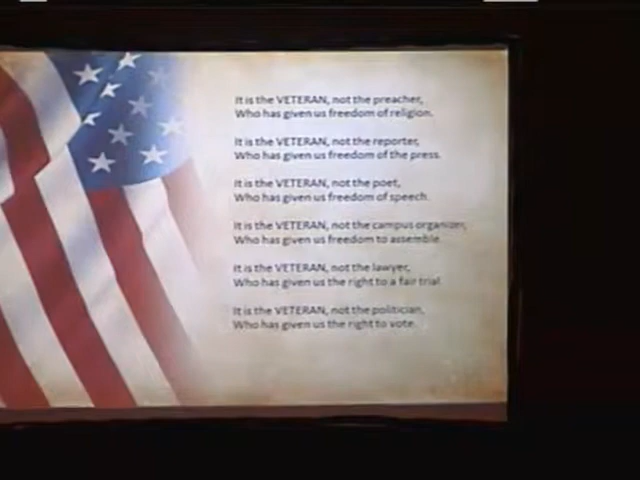 It is the VETERAN, not the preacher,
Who has given us freedom of religion.
It is the VETERAN, not the reporter,
Who has given us freedom of the press.
It is the VETERAN, not the poet,
Who has given us freedom of speech.
It is the VETERAN, not the campus organizer,
Who has given us freedom to assemble.
It is the VETERAN, not the lawyer,
Who has given us the right to a fair trial.
It is the VETERAN, not the politician,
Who has given us the right to vote.